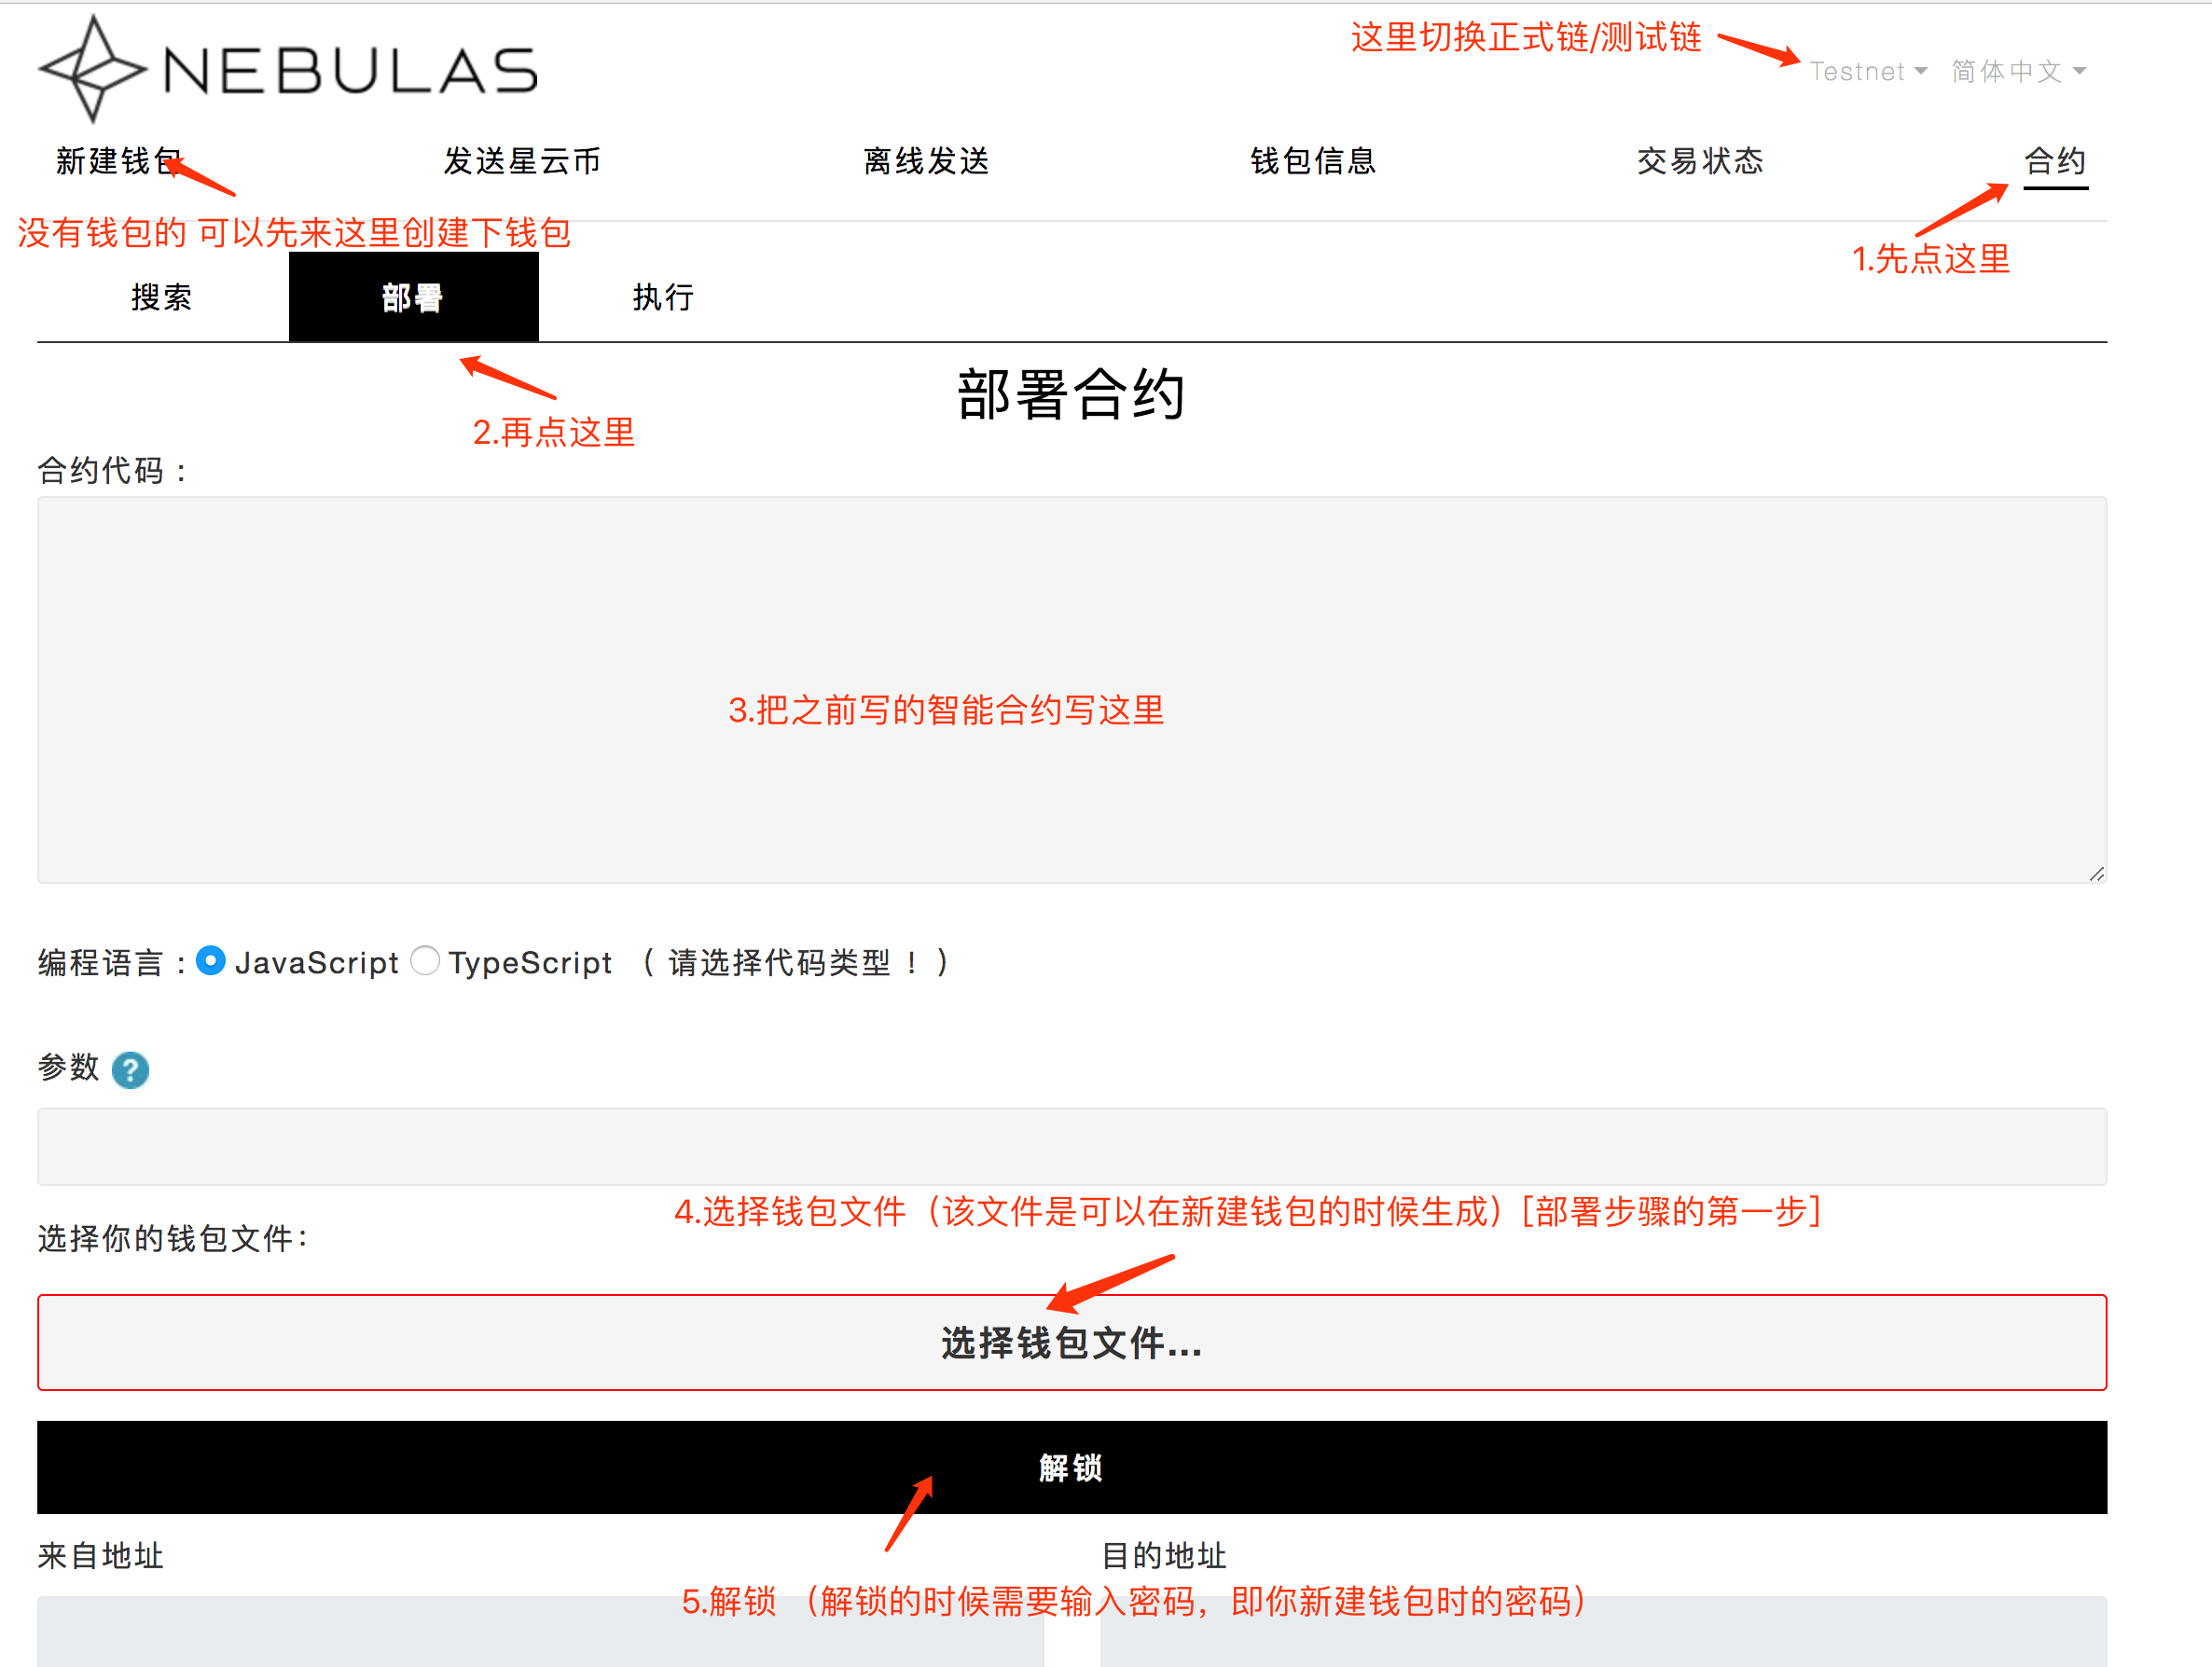 NEBULAS
这里切换正式链/测试链
Testnet 简体中文
新建钱包 发送星云币 离线发送 钱包信息 交易状态 合约
没有钱包的 可以先来这里创建下钱包
1.先点这里
搜索 部署 执行
部署合约
2.再点这里
合约代码：
3.把之前写的智能合约写这里
编程语言： JavaScript TypeScript （ 请选择代码类型 ！ ）
参数 ?
4.选择钱包文件（该文件是可以在新建钱包的时候生成）[部署步骤的第一步]
选择你的钱包文件：
选择钱包文件...
解锁
来自地址 目的地址
5.解锁 （解锁的时候需要输入密码，即你新建钱包时的密码）